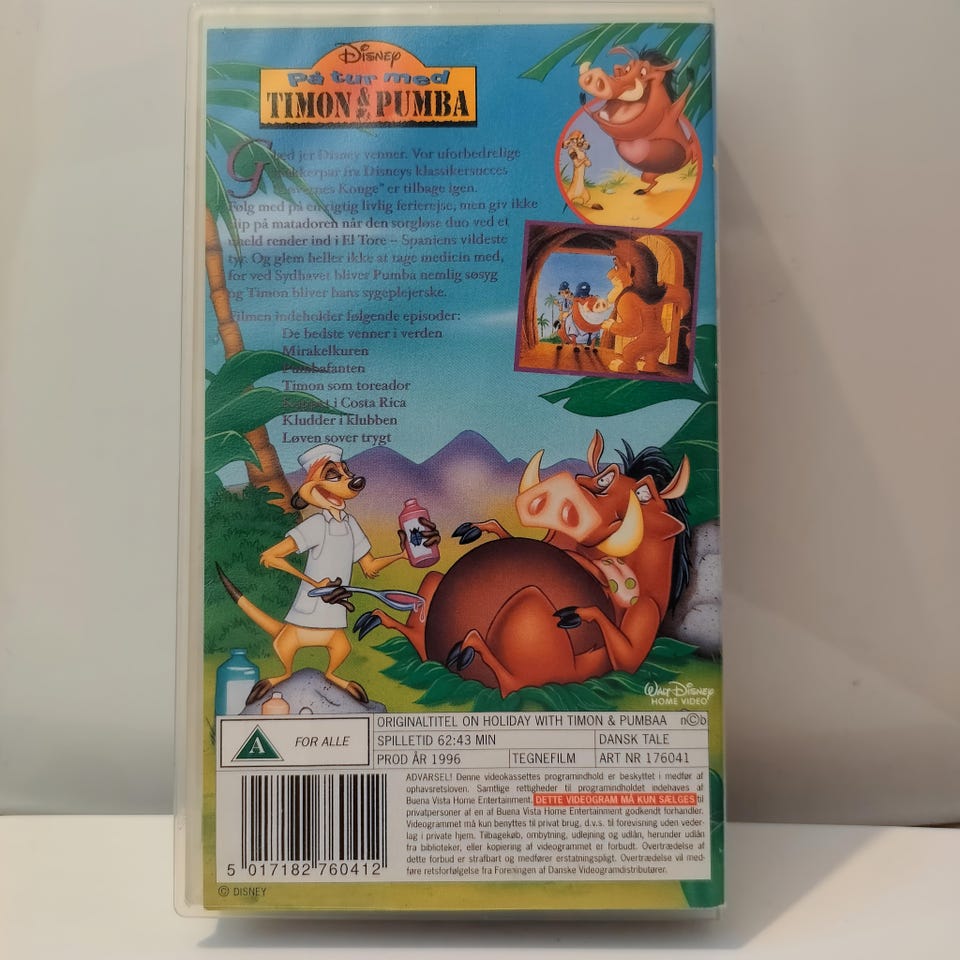 Disney
På tur med
TIMON & PUMBA
Glæd jer Disney venner. Vor uforbedrelige
makkerpar fra Disneys klassikersucces
"Løvernes Konge" er tilbage igen.
Følg med på en rigtig livlig ferierejse, men giv ikke
slip på matadoren når den sorgløse duo ved et
uheld render ind i El Tore – Spaniens vildeste
tyr. Og glem heller ikke at tage medicin med,
for ved Sydhavet bliver Pumba nemlig søsyg
og Timon bliver hans sygeplejerske.
Filmen indeholder følgende episoder:
De bedste venner i verden
Mirakelkuren
Pumbafanten
Timon som toreador
i Costa Rica
Kludder i klubben
Løven sover trygt
WALT DISNEY
HOME VIDEO
A FOR ALLE
ORIGINALTITEL ON HOLIDAY WITH TIMON & PUMBAA n©b
SPILLETID 62:43 MIN DANSK TALE
PROD ÅR 1996 TEGNEFILM ART NR 176041
ADVARSEL! Denne videokassettes programindhold er beskyttet i medfør af
ophavsretsloven. Samtlige rettigheder til programindholdet indehaves af
Buena Vista Home Entertainment. DETTE VIDEOGRAM MÅ KUN SÆLGES til
privatpersoner af en af Buena Vista Home Entertainment godkendt forhandler.
Videogrammet må kun benyttes til privat brug, d.v.s. til forevisning uden veder-
lag i private hjem. Tilbagekøb, ombytning, udlejning og udlån, herunder udlån
fra biblioteker, eller kopiering af videogrammet er forbudt. Overtrædelse af
dette forbud er strafbart og medfører erstatningspligt. Overtrædelse vil med-
føre retsforfølgelse fra Foreningen af Danske Videogramdistributører.
5 017182 760412
© DISNEY